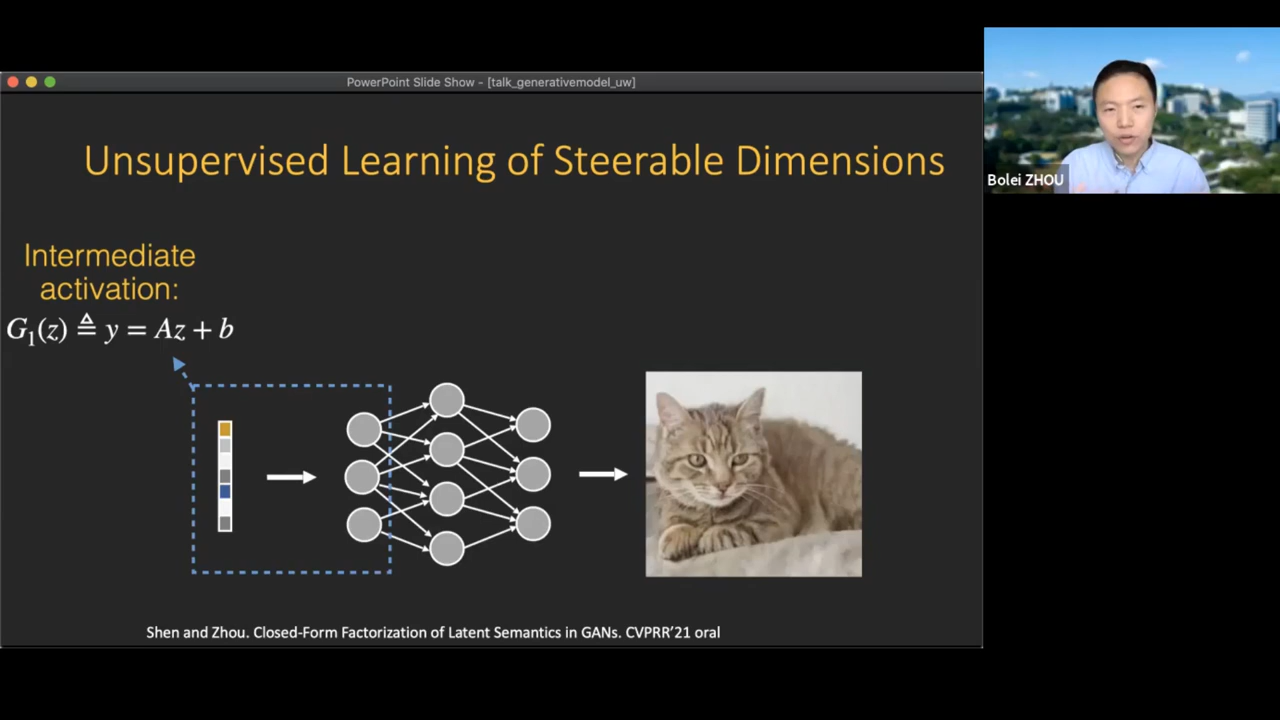 PowerPoint Slide Show - [talk_generativemodel_uw]
Unsupervised Learning of Steerable Dimensions
Bolei ZHOU
Intermediate
activation:
G₁(z) ≜ y = Az + b
Shen and Zhou. Closed-Form Factorization of Latent Semantics in GANs. CVPRR'21 oral